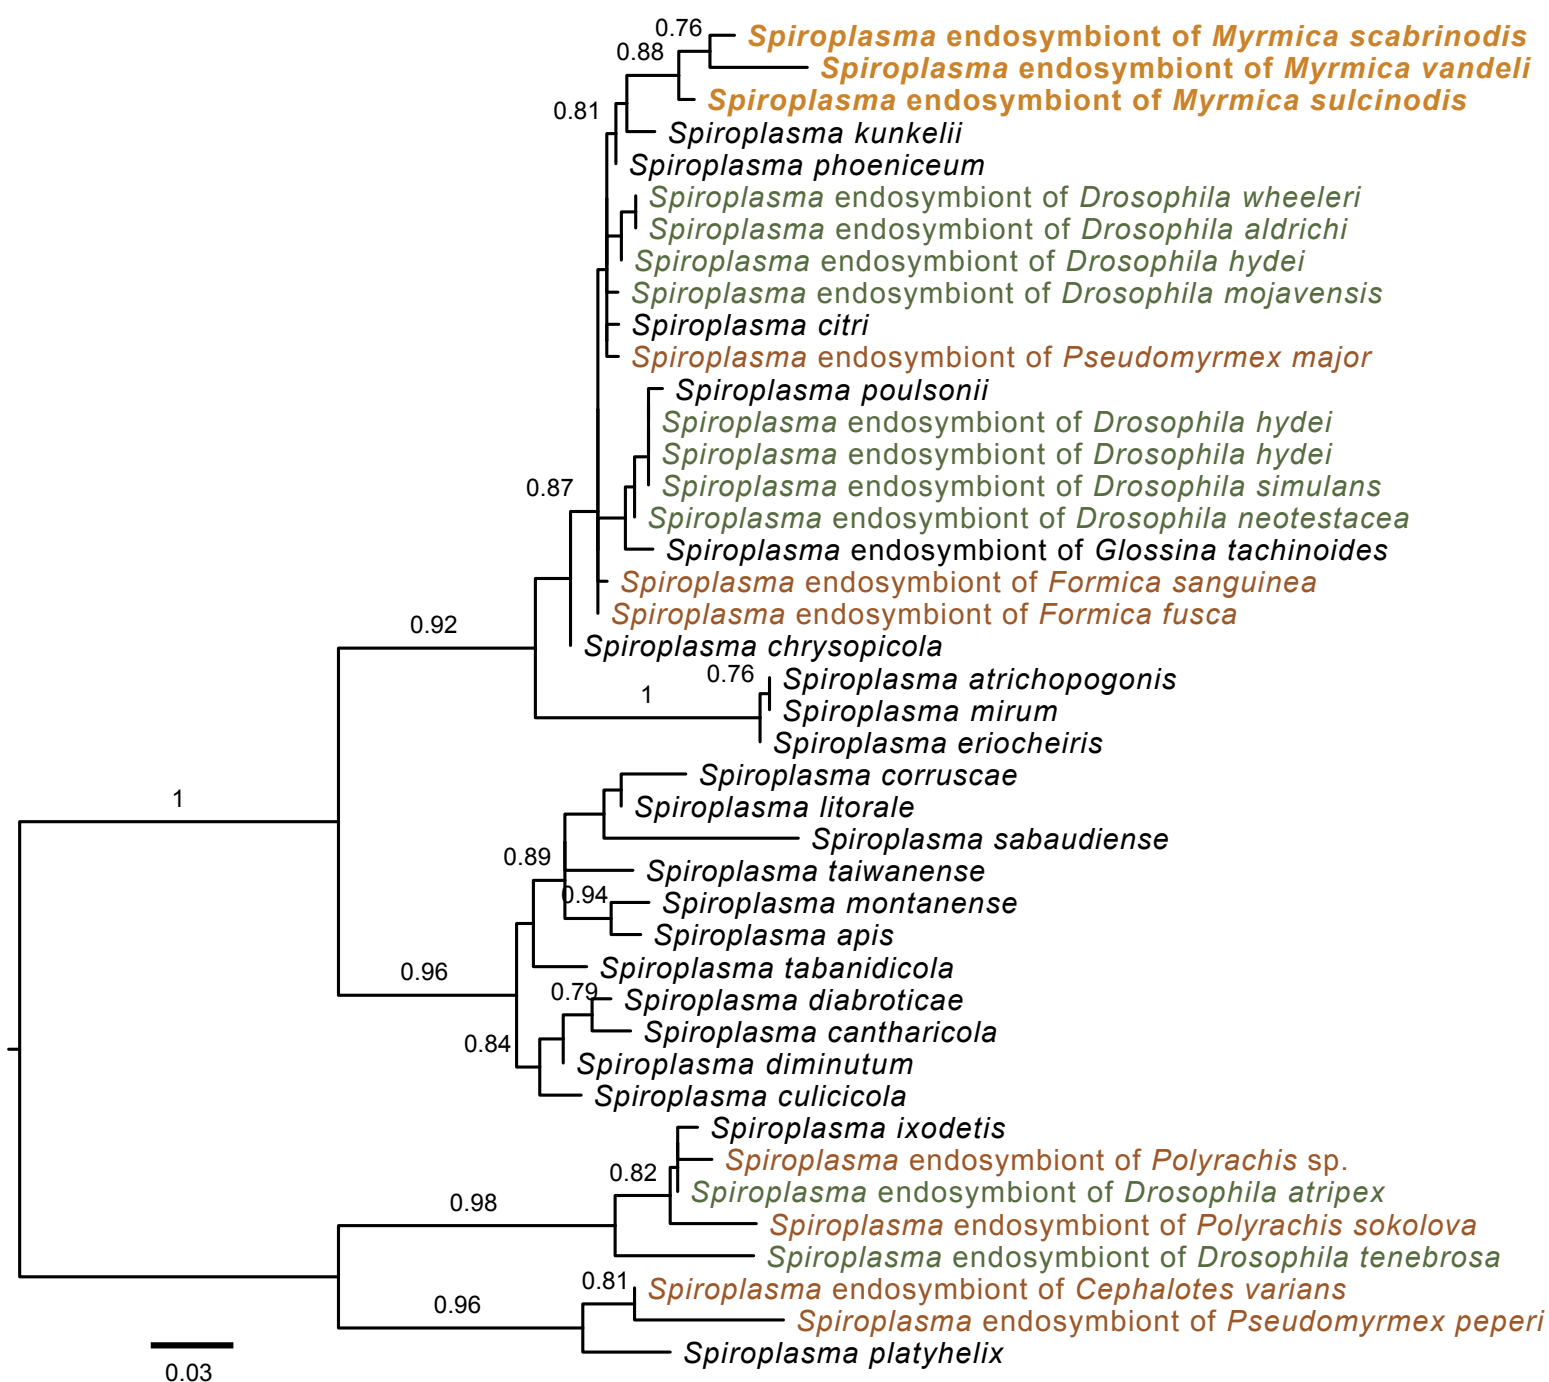 0.76
Spiroplasma endosymbiont of Myrmica scabrinodis
0.88
Spiroplasma endosymbiont of Myrmica vandeli
Spiroplasma endosymbiont of Myrmica sulcinodis
0.81
Spiroplasma kunkelii
Spiroplasma phoeniceum
Spiroplasma endosymbiont of Drosophila wheeleri
Spiroplasma endosymbiont of Drosophila aldrichi
Spiroplasma endosymbiont of Drosophila hydei
Spiroplasma endosymbiont of Drosophila mojavensis
Spiroplasma citri
Spiroplasma endosymbiont of Pseudomyrmex major
Spiroplasma poulsonii
Spiroplasma endosymbiont of Drosophila hydei
Spiroplasma endosymbiont of Drosophila hydei
0.87
Spiroplasma endosymbiont of Drosophila simulans
Spiroplasma endosymbiont of Drosophila neotestacea
Spiroplasma endosymbiont of Glossina tachinoides
Spiroplasma endosymbiont of Formica sanguinea
Spiroplasma endosymbiont of Formica fusca
0.92
Spiroplasma chrysopicola
0.76
Spiroplasma atrichopogonis
1
Spiroplasma mirum
Spiroplasma eriocheiris
Spiroplasma corruscae
1
Spiroplasma litorale
Spiroplasma sabaudiense
0.89
Spiroplasma taiwanense
0.94
Spiroplasma montanense
Spiroplasma apis
0.96
Spiroplasma tabanidicola
0.79
Spiroplasma diabroticae
Spiroplasma cantharicola
0.84
Spiroplasma diminutum
Spiroplasma culicicola
Spiroplasma ixodetis
Spiroplasma endosymbiont of Polyrachis sp.
0.82
Spiroplasma endosymbiont of Drosophila atripex
0.98
Spiroplasma endosymbiont of Polyrachis sokolova
Spiroplasma endosymbiont of Drosophila tenebrosa
0.81
Spiroplasma endosymbiont of Cephalotes varians
0.96
Spiroplasma endosymbiont of Pseudomyrmex peperi
Spiroplasma platyhelix
0.03